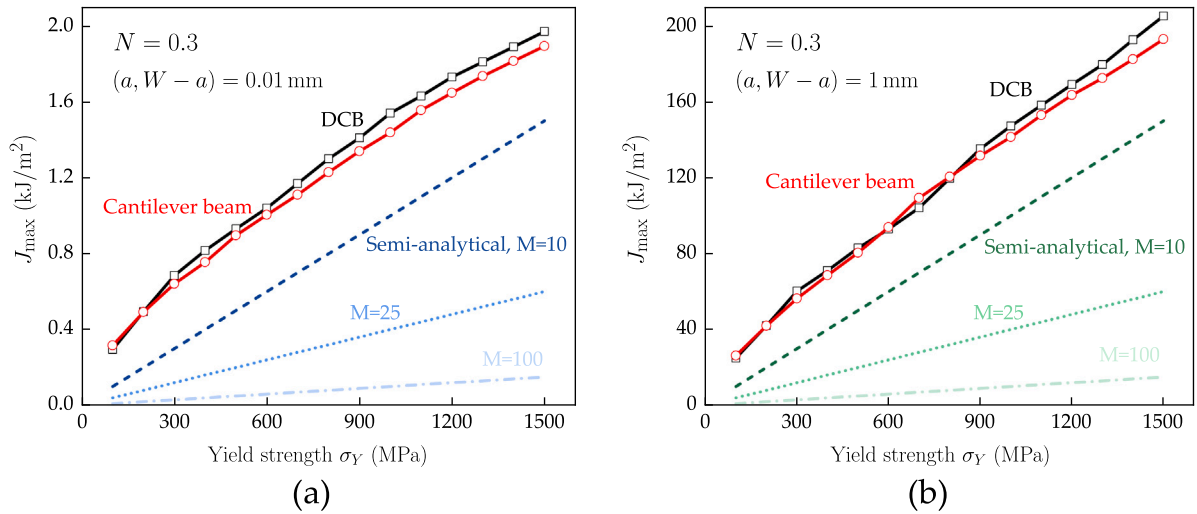 2.0
1.6
1.2
0.8
0.4
0.0
J_max (kJ/m²)
N = 0.3
(a, W − a) = 0.01 mm
DCB
Cantilever beam
Semi-analytical, M=10
M=25
M=100
0 300 600 900 1200 1500
Yield strength σ_Y (MPa)
(a)
200
160
120
80
40
0
J_max (kJ/m²)
N = 0.3
(a, W − a) = 1 mm
DCB
Cantilever beam
Semi-analytical, M=10
M=25
M=100
0 300 600 900 1200 1500
Yield strength σ_Y (MPa)
(b)